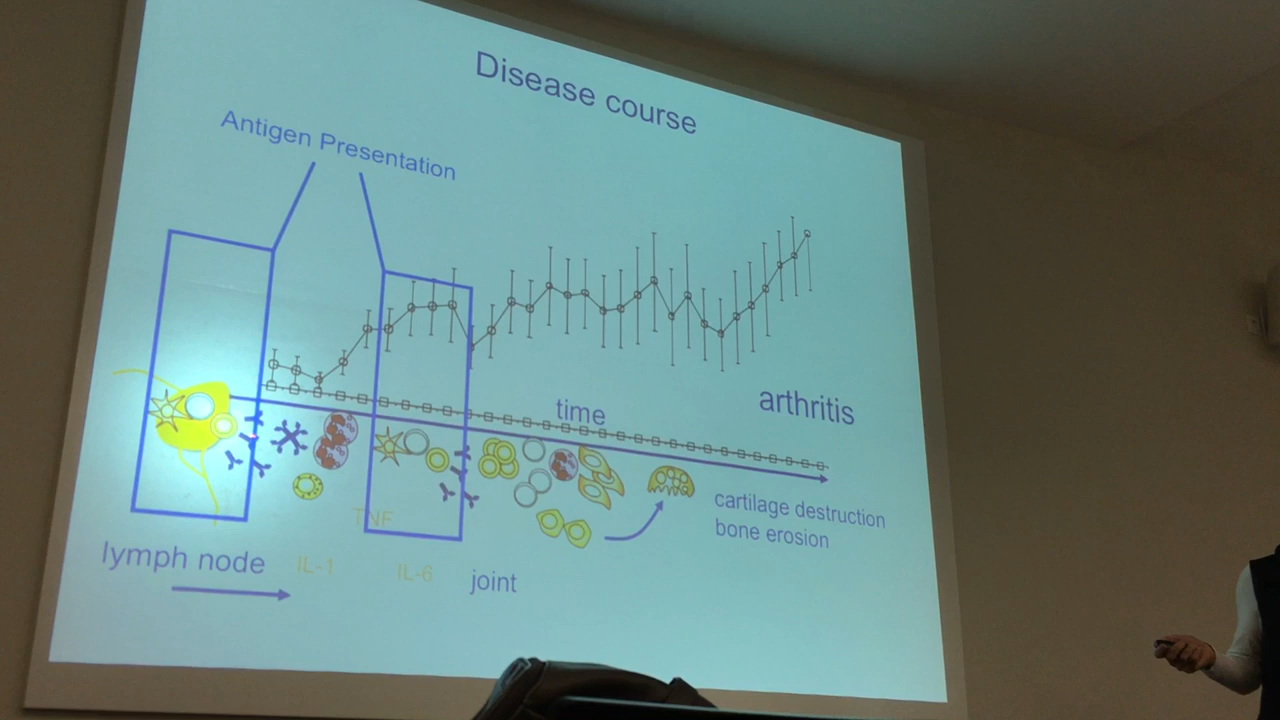 Disease course
Antigen Presentation
time
arthritis
cartilage destruction
bone erosion
TNF
lymph node
IL-1
IL-6
joint